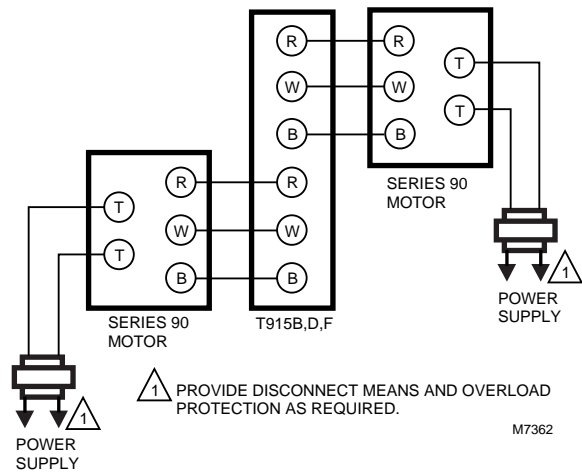 R R
T
W W
T
B B
SERIES 90
MOTOR
R R
T
W W
T
B B
1
POWER
SUPPLY
SERIES 90
MOTOR
T915B,D,F
1 PROVIDE DISCONNECT MEANS AND OVERLOAD
PROTECTION AS REQUIRED.
1
M7362
POWER
SUPPLY